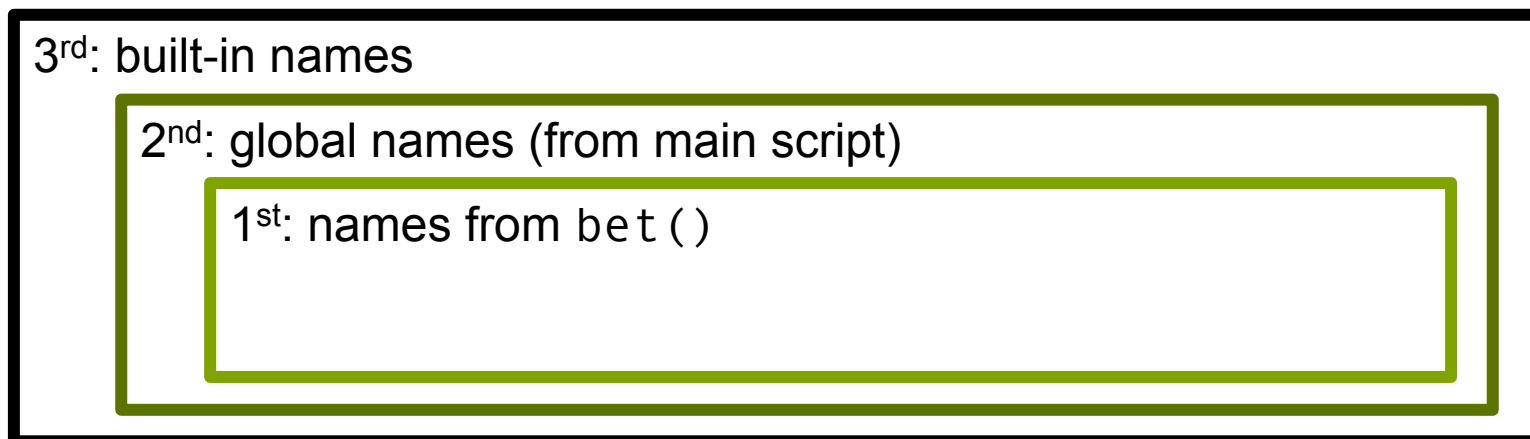 3rd: built-in names
2nd: global names (from main script)
1st: names from bet()